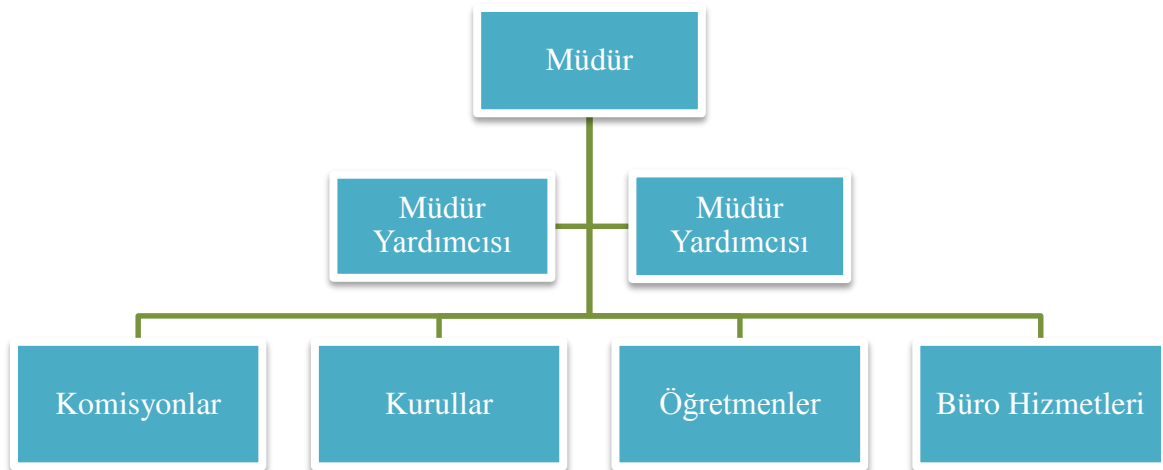 Müdür
Müdür
Yardımcısı
Müdür
Yardımcısı
Komisyonlar
Kurullar
Öğretmenler
Büro Hizmetleri